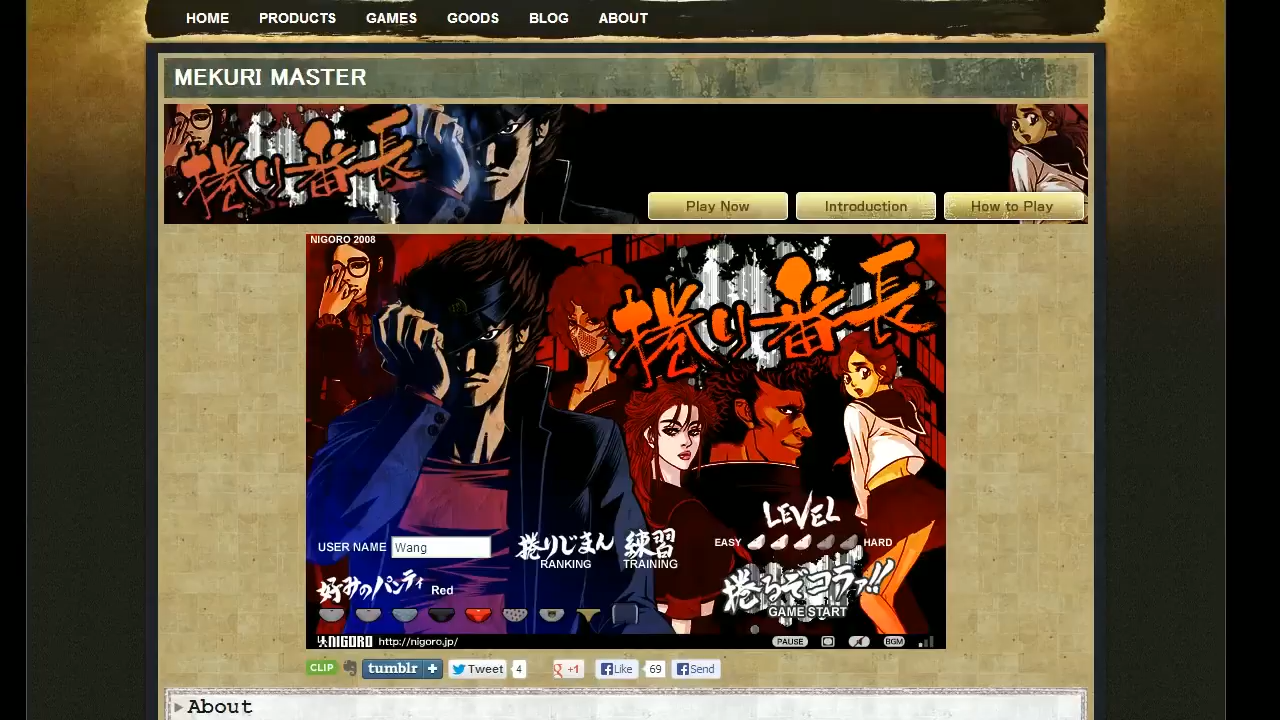 HOME PRODUCTS GAMES GOODS BLOG ABOUT
MEKURI MASTER
捲り番長
Play Now Introduction How to Play
NIGORO 2008
捲り番長
LEVEL
EASY HARD
USER NAME Wang
捲りじまん 練習
RANKING TRAINING
好みのパンティ Red
捲るぞコラァ!!
GAME START
NIGORO http://nigoro.jp/ PAUSE BGM
CLIP tumblr + Tweet 4 g +1 Like 69 Send
About